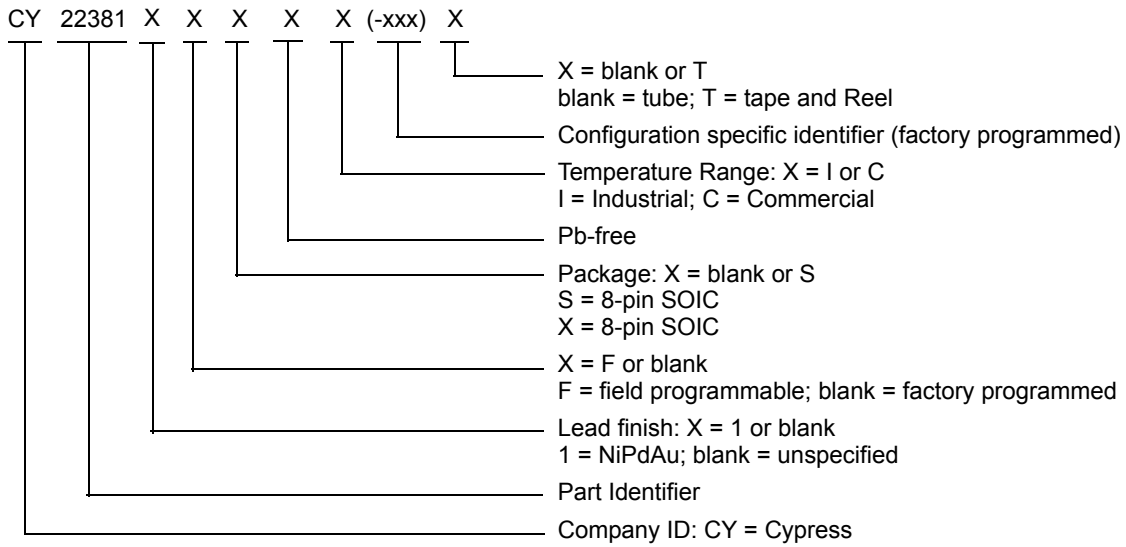 CY 22381 X X X X X (-xxx) X
X = blank or T
blank = tube; T = tape and Reel
Configuration specific identifier (factory programmed)
Temperature Range: X = I or C
I = Industrial; C = Commercial
Pb-free
Package: X = blank or S
S = 8-pin SOIC
X = 8-pin SOIC
X = F or blank
F = field programmable; blank = factory programmed
Lead finish: X = 1 or blank
1 = NiPdAu; blank = unspecified
Part Identifier
Company ID: CY = Cypress